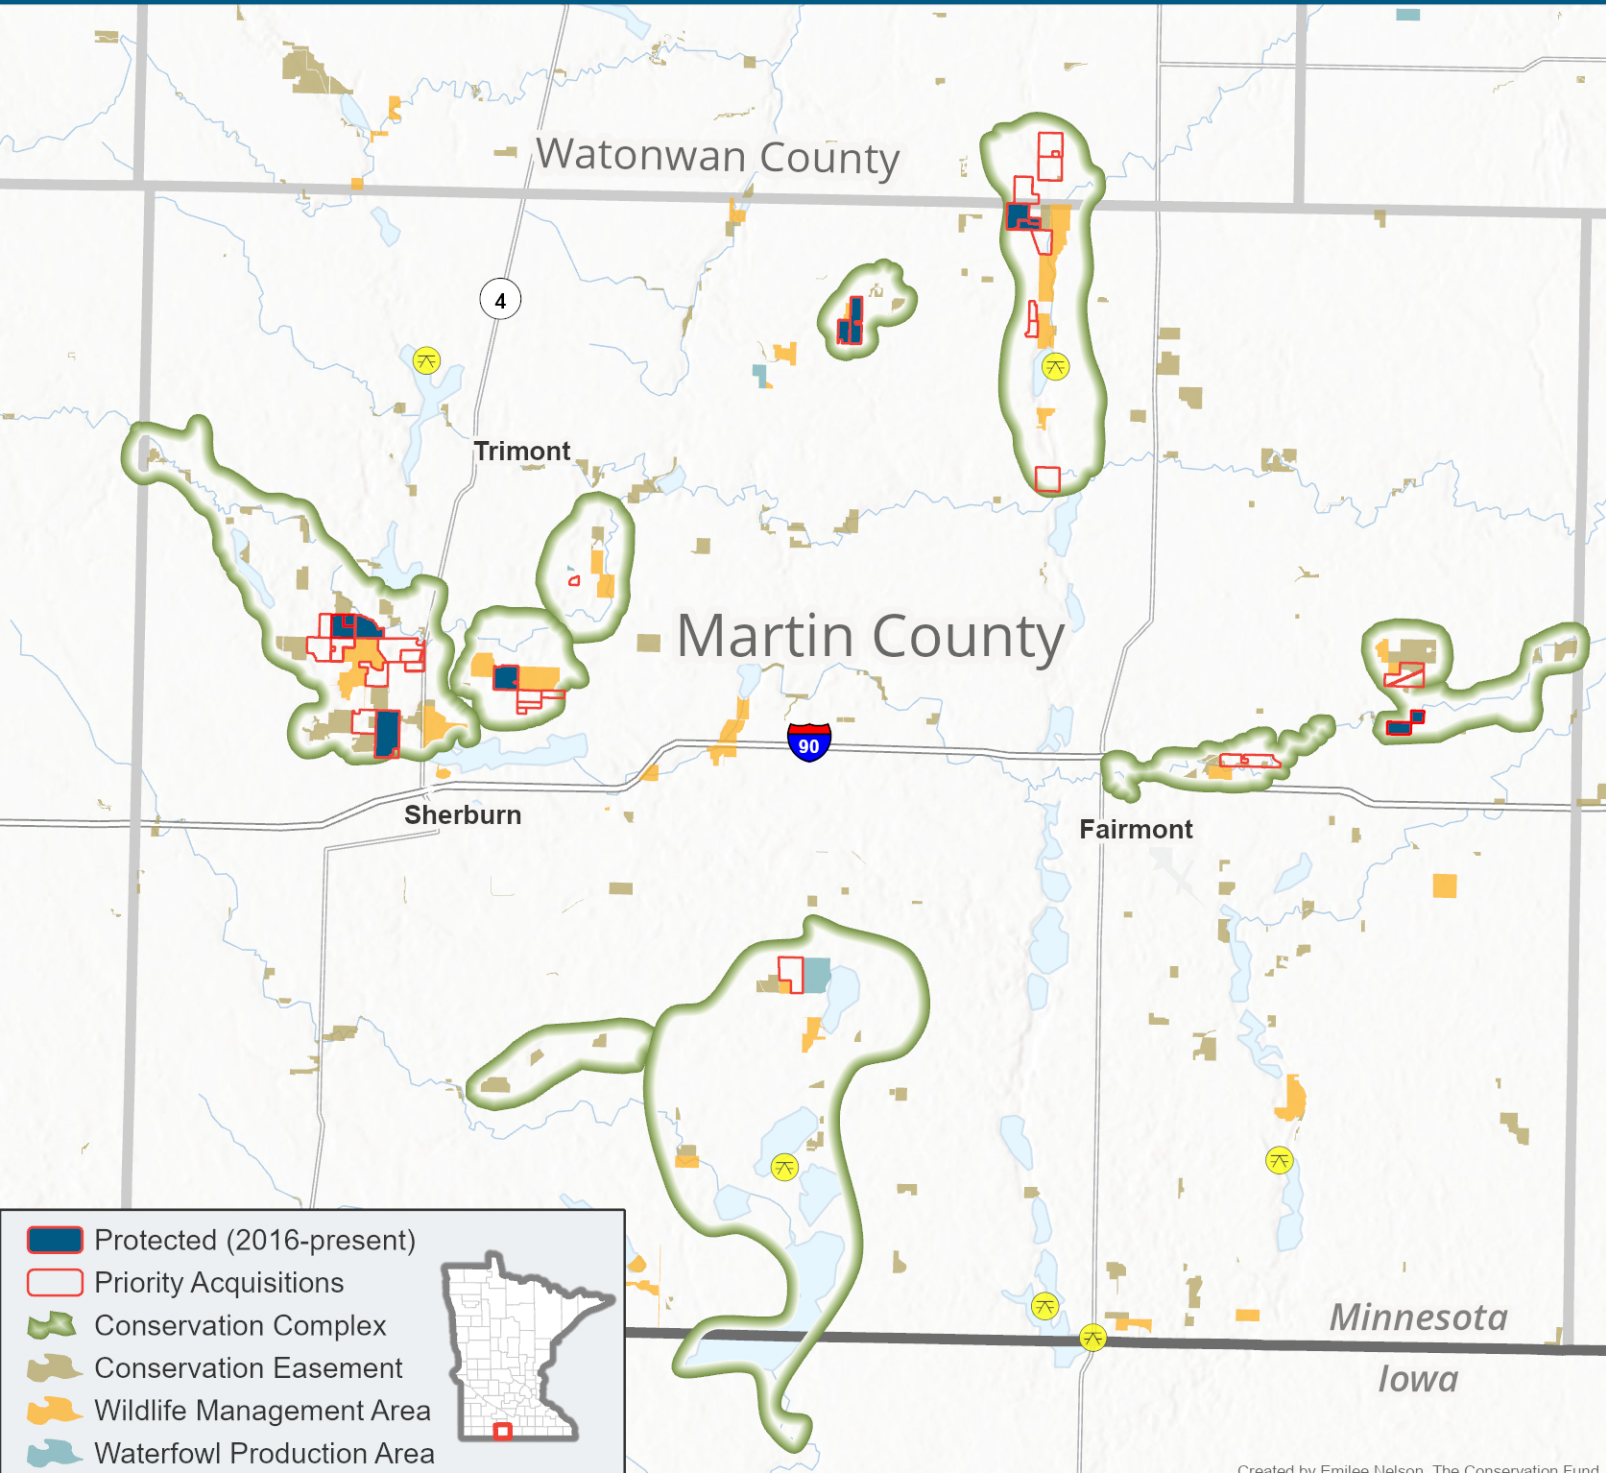 Watonwan County
4
Trimont
Martin County
90
Sherburn
Fairmont
Minnesota
Iowa
Protected (2016-present)
Priority Acquisitions
Conservation Complex
Conservation Easement
Wildlife Management Area
Waterfowl Production Area
Created by Emilee Nelson, The Conservation Fund